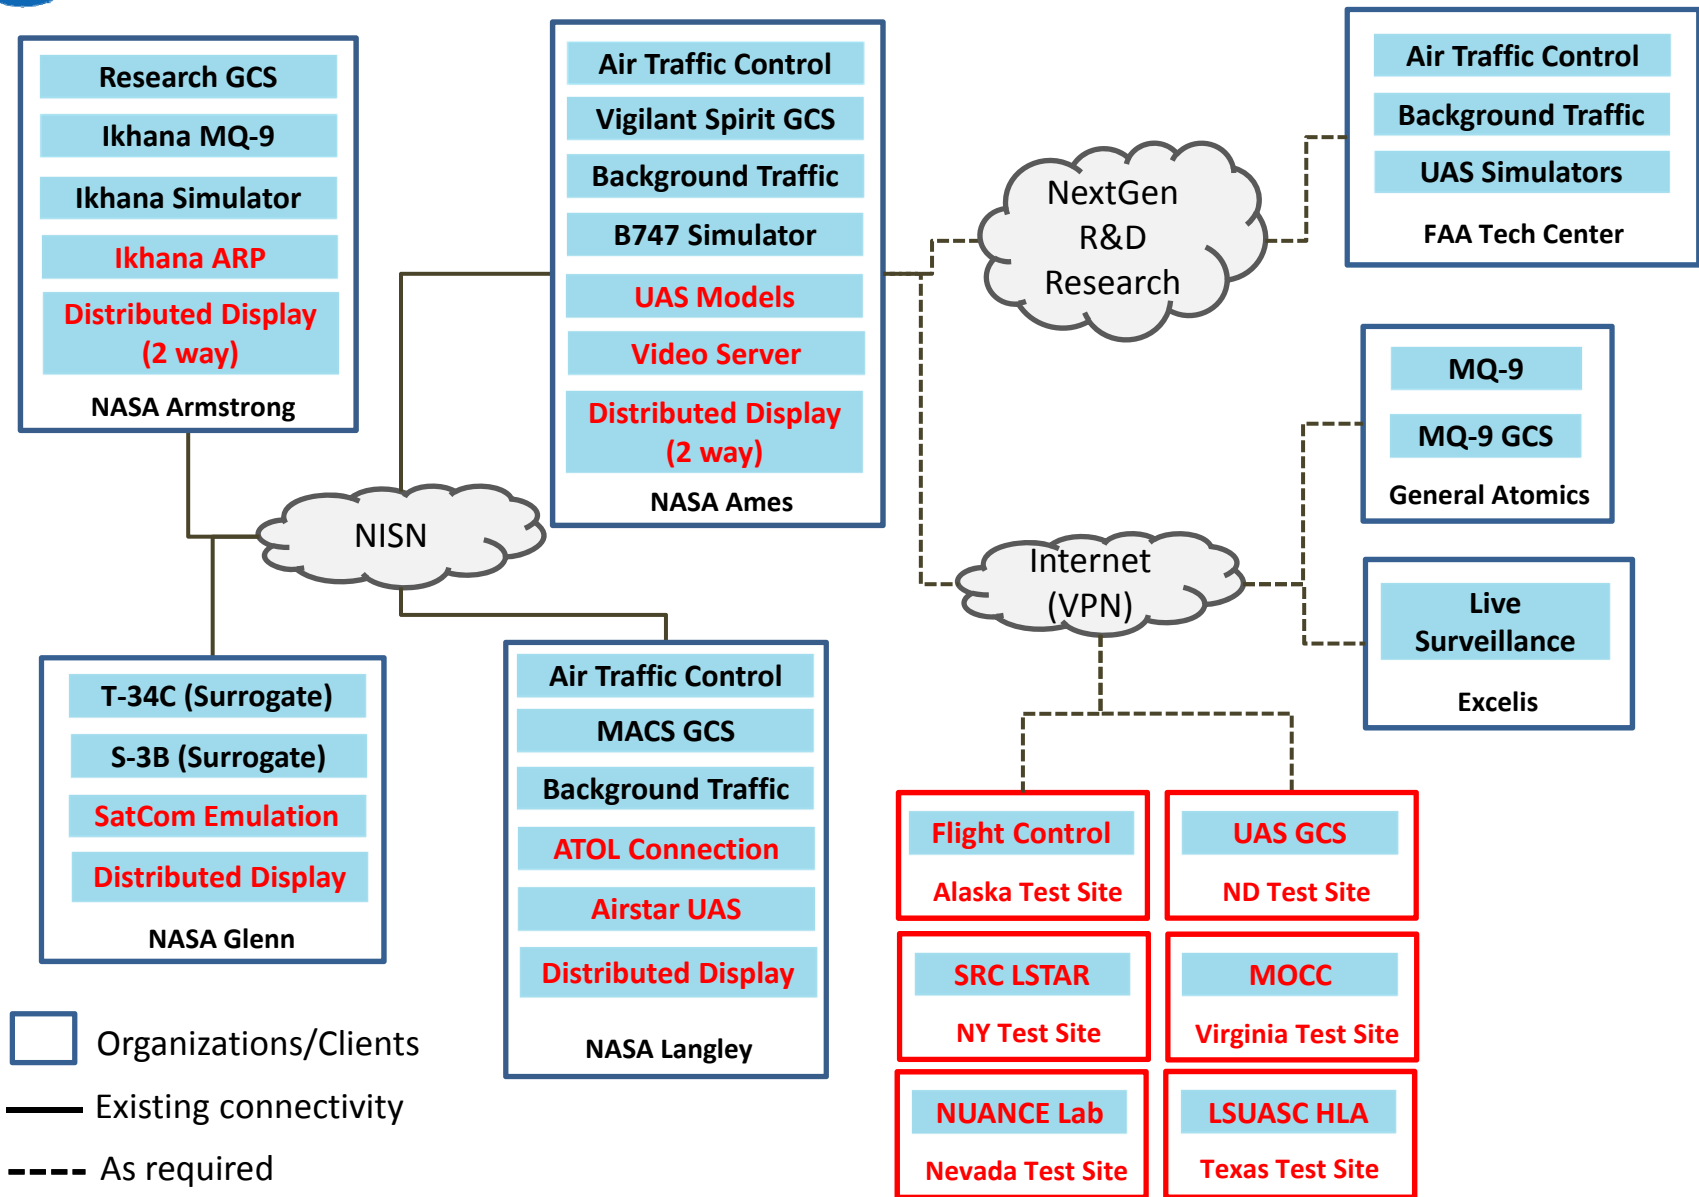 Research GCS
Ikhana MQ-9
Ikhana Simulator
Ikhana ARP
Distributed Display
(2 way)
NASA Armstrong
Air Traffic Control
Vigilant Spirit GCS
Background Traffic
B747 Simulator
UAS Models
Video Server
Distributed Display
(2 way)
NASA Ames
NextGen
R&D
Research
Air Traffic Control
Background Traffic
UAS Simulators
FAA Tech Center
MQ-9
MQ-9 GCS
General Atomics
NISN
Internet
(VPN)
Live
Surveillance
Excelis
T-34C (Surrogate)
S-3B (Surrogate)
SatCom Emulation
Distributed Display
NASA Glenn
Air Traffic Control
MACS GCS
Background Traffic
ATOL Connection
Airstar UAS
Distributed Display
NASA Langley
Flight Control
Alaska Test Site
UAS GCS
ND Test Site
SRC LSTAR
NY Test Site
MOCC
Virginia Test Site
NUANCE Lab
Nevada Test Site
LSUASC HLA
Texas Test Site
Organizations/Clients
Existing connectivity
As required